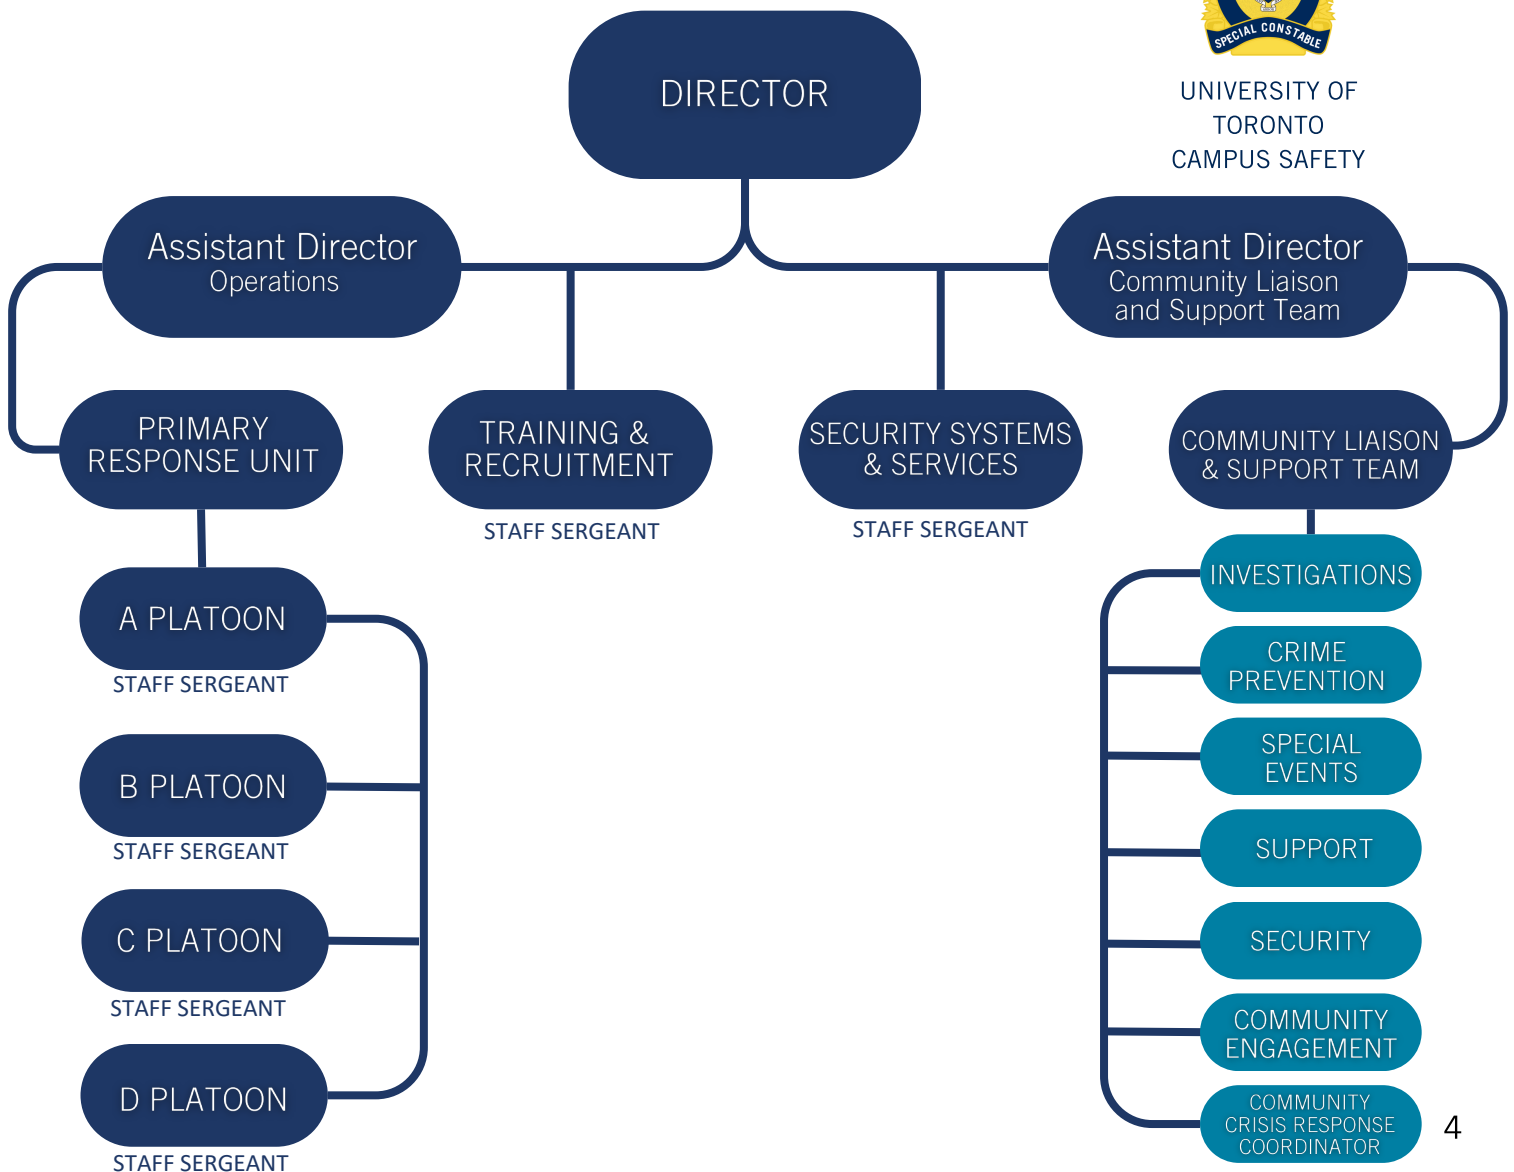 SPECIAL CONSTABLE
UNIVERSITY OF
TORONTO
CAMPUS SAFETY
DIRECTOR
Assistant Director
Operations
Assistant Director
Community Liaison
and Support Team
PRIMARY
RESPONSE UNIT
TRAINING &
RECRUITMENT
STAFF SERGEANT
SECURITY SYSTEMS
& SERVICES
STAFF SERGEANT
COMMUNITY LIAISON
& SUPPORT TEAM
A PLATOON
STAFF SERGEANT
B PLATOON
STAFF SERGEANT
C PLATOON
STAFF SERGEANT
D PLATOON
STAFF SERGEANT
INVESTIGATIONS
CRIME
PREVENTION
SPECIAL
EVENTS
SUPPORT
SECURITY
COMMUNITY
ENGAGEMENT
COMMUNITY
CRISIS RESPONSE
COORDINATOR
4